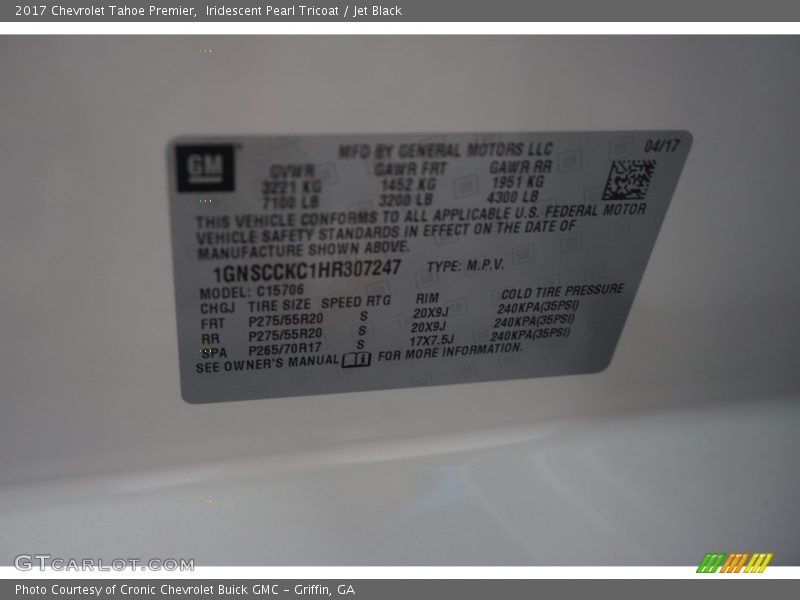 2017 Chevrolet Tahoe Premier, Iridescent Pearl Tricoat / Jet Black
GM MFD BY GENERAL MOTORS LLC 04/17
GVWR GAWR FRT GAWR RR
3221 KG 1452 KG 1951 KG
7100 LB 3200 LB 4300 LB
THIS VEHICLE CONFORMS TO ALL APPLICABLE U.S. FEDERAL MOTOR
VEHICLE SAFETY STANDARDS IN EFFECT ON THE DATE OF
MANUFACTURE SHOWN ABOVE.
1GNSCCKC1HR307247 TYPE: M.P.V.
MODEL: C15706
CHGJ TIRE SIZE SPEED RTG RIM COLD TIRE PRESSURE
FRT P275/55R20 S 20X9J 240KPA(35PSI)
RR P275/55R20 S 20X9J 240KPA(35PSI)
SPA P265/70R17 S 17X7.5J 240KPA(35PSI)
SEE OWNER'S MANUAL FOR MORE INFORMATION.
GTCARLOT.COM
Photo Courtesy of Cronic Chevrolet Buick GMC – Griffin, GA